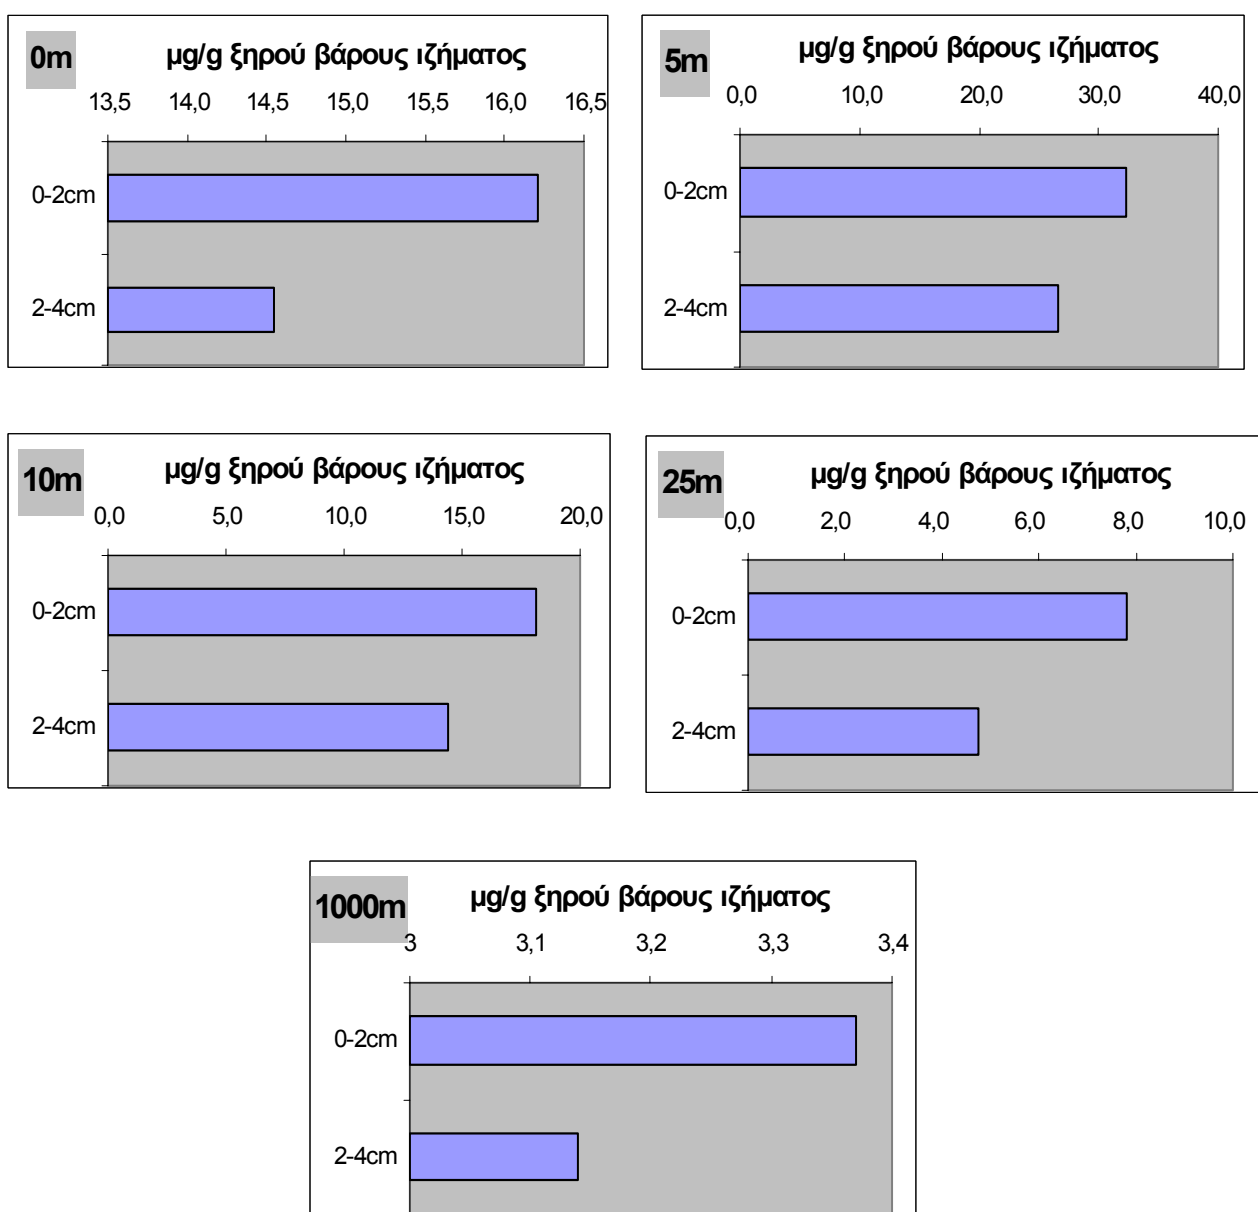 0m
μg/g ξηρού βάρους ιζήματος
13,5 14,0 14,5 15,0 15,5 16,0 16,5
0-2cm
2-4cm
5m
μg/g ξηρού βάρους ιζήματος
0,0 10,0 20,0 30,0 40,0
0-2cm
2-4cm
10m
μg/g ξηρού βάρους ιζήματος
0,0 5,0 10,0 15,0 20,0
0-2cm
2-4cm
25m
μg/g ξηρού βάρους ιζήματος
0,0 2,0 4,0 6,0 8,0 10,0
0-2cm
2-4cm
1000m
μg/g ξηρού βάρους ιζήματος
3 3,1 3,2 3,3 3,4
0-2cm
2-4cm